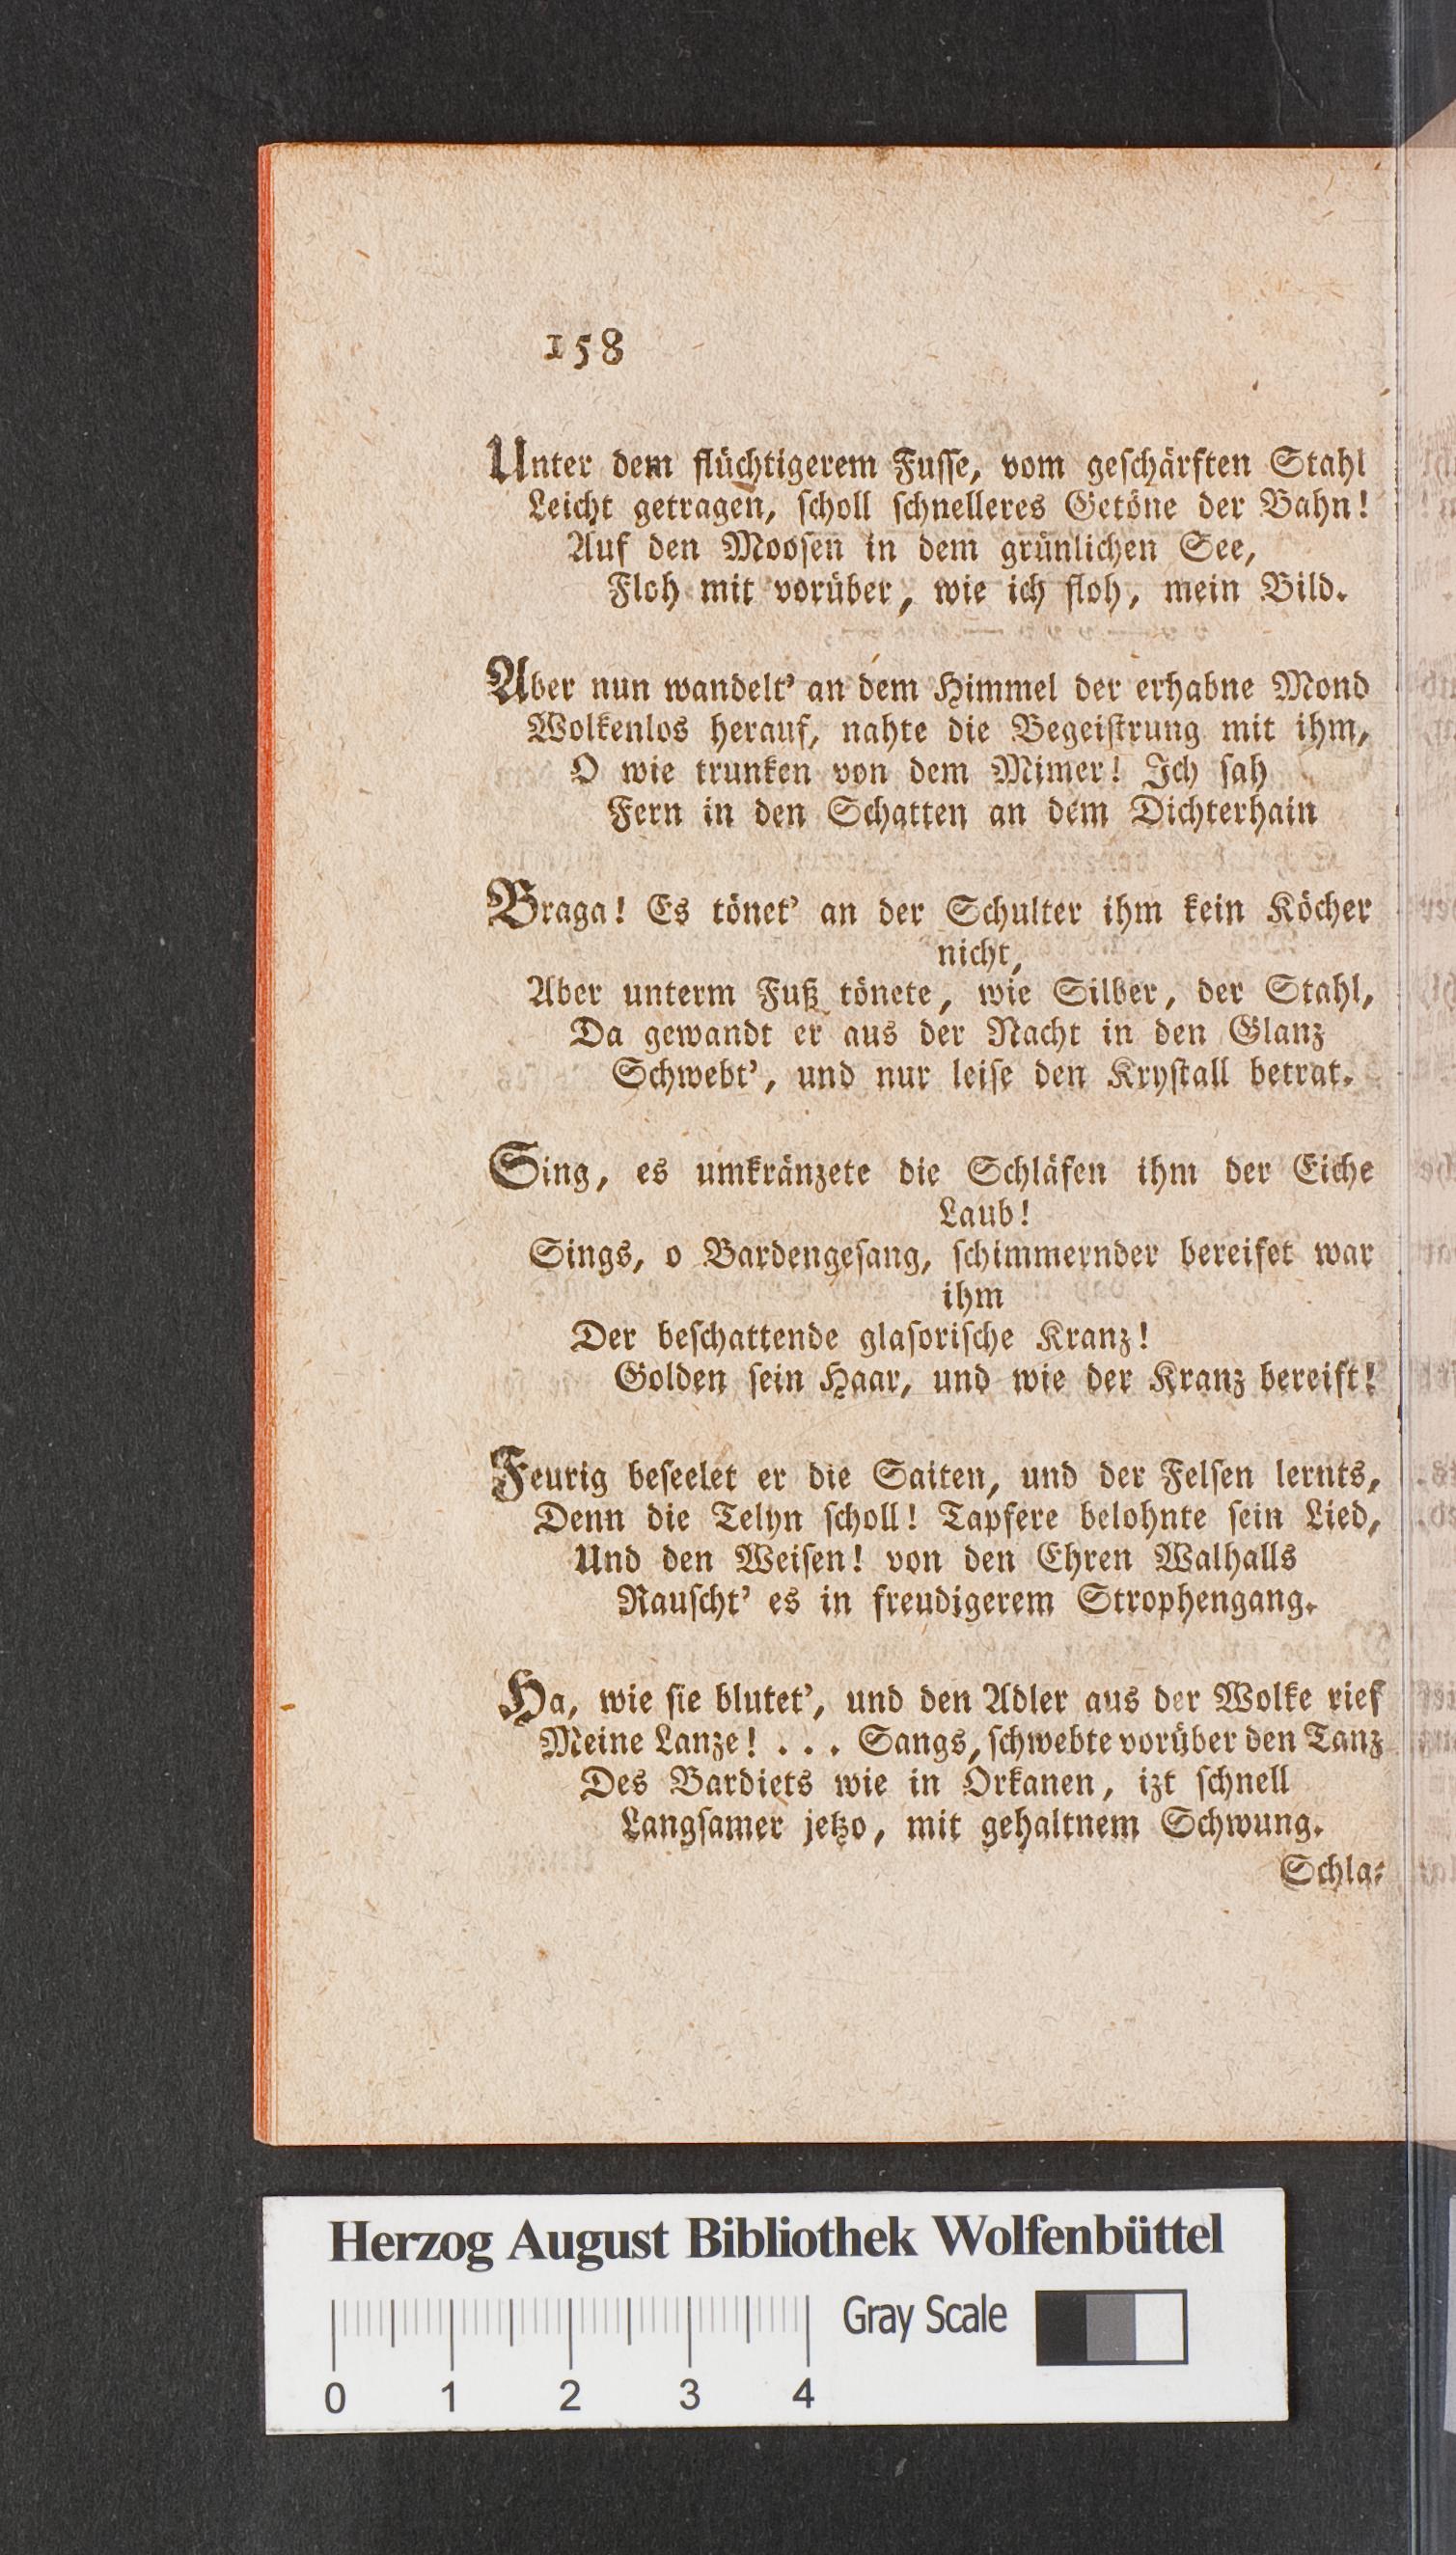 158
Unter dem flüchtigerem Fusse, vom geschärften Stahl
Leicht getragen, scholl schnelleres Getöne der Bahn!
Auf den Moosen in dem grünlichen See,
Floh mit vorüber, wie ich floh, mein Bild.
Aber nun wandelt' an dem Himmel der erhabne Mond
Wolkenlos herauf, nahte die Begeistrung mit ihm,
O wie trunken von dem Mimer! Ich sah
Fern in den Schatten an dem Dichterhain
Braga! Es tönet' an der Schulter ihm kein Köcher
nicht,
Aber unterm Fuß tönete, wie Silber, der Stahl,
Da gewandt er aus der Nacht in den Glanz
Schwebt', und nur leise den Krystall betrat.
Sing, es umkränzete die Schläfen ihm der Eiche
Laub!
Sings, o Bardengesang, schimmernder bereifet war
ihm
Der beschattende glasorische Kranz!
Golden sein Haar, und wie der Kranz bereift!
Feurig beseelet er die Saiten, und der Felsen lernts,
Denn die Telyn scholl! Tapfere belohnte sein Lied,
Und den Weisen! von den Ehren Walhalls
Rauscht' es in freudigerem Strophengang.
Ha, wie sie blutet', und den Adler aus der Wolke rief
Meine Lanze! . . . Sangs, schwebte vorüber den Tanz
Des Bardiets wie in Orkanen, izt schnell
Langsamer jetzo, mit gehaltnem Schwung.
Schla-
Herzog August Bibliothek Wolfenbüttel
Gray Scale
0 1 2 3 4